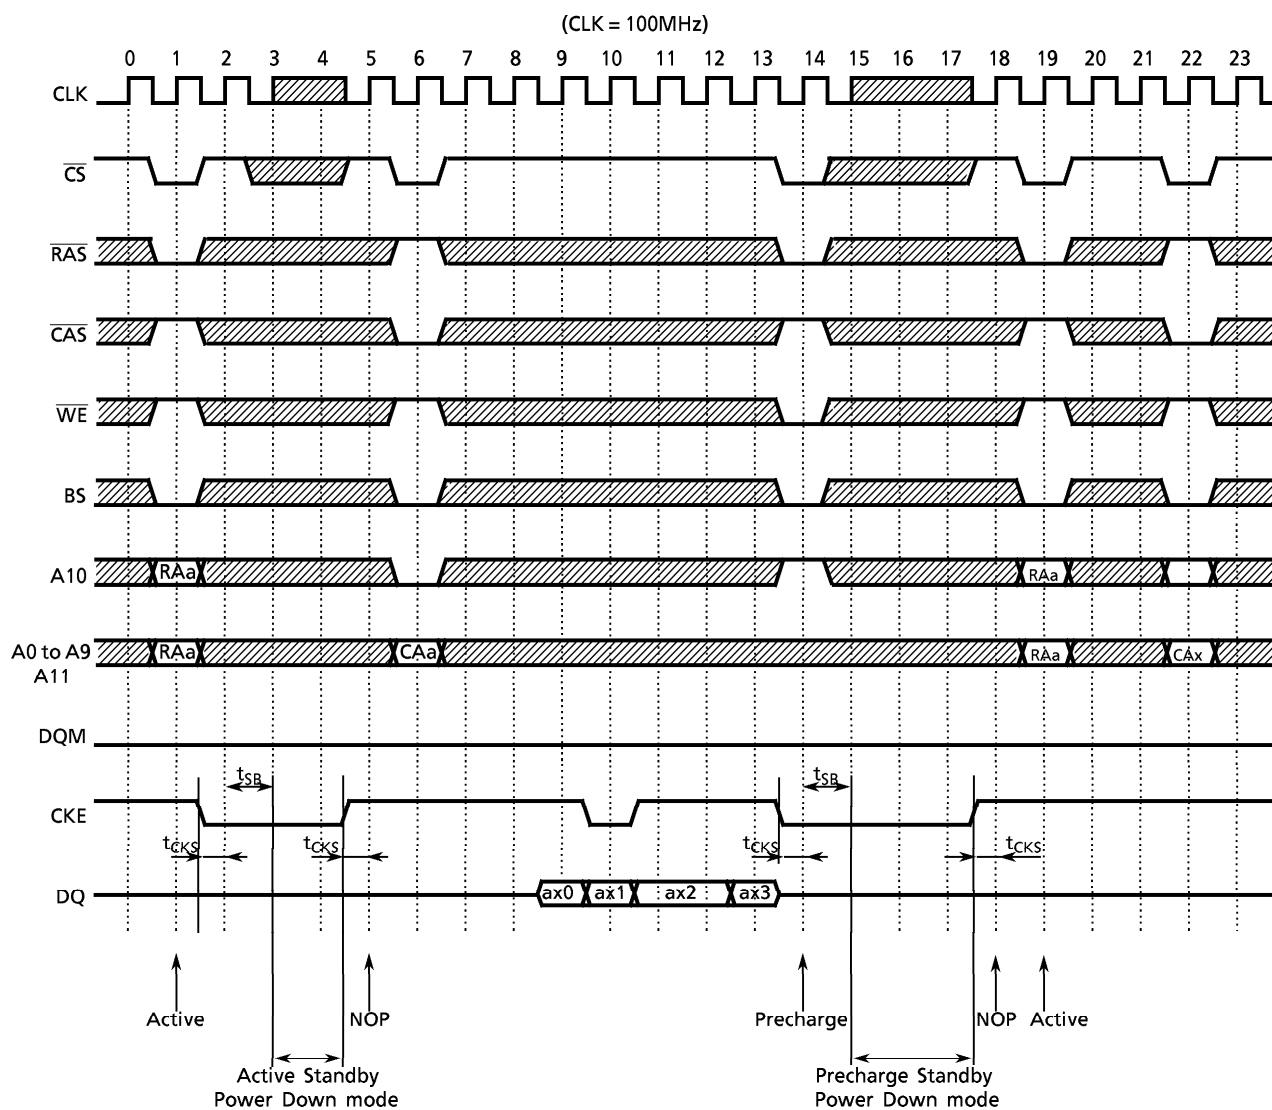 (CLK = 100MHz)
0 1 2 3 4 5 6 7 8 9 10 11 12 13 14 15 16 17 18 19 20 21 22 23
CLK
CS
RAS
CAS
WE
BS
A10 RAa RAa
A0 to A9 RAa CAa RAa CAx
A11
DQM
tSB tSB
CKE
tCKS tCKS tCKS tCKS
DQ ax0 ax1 ax2 ax3
Active NOP Precharge NOP Active
Active Standby Precharge Standby
Power Down mode Power Down mode